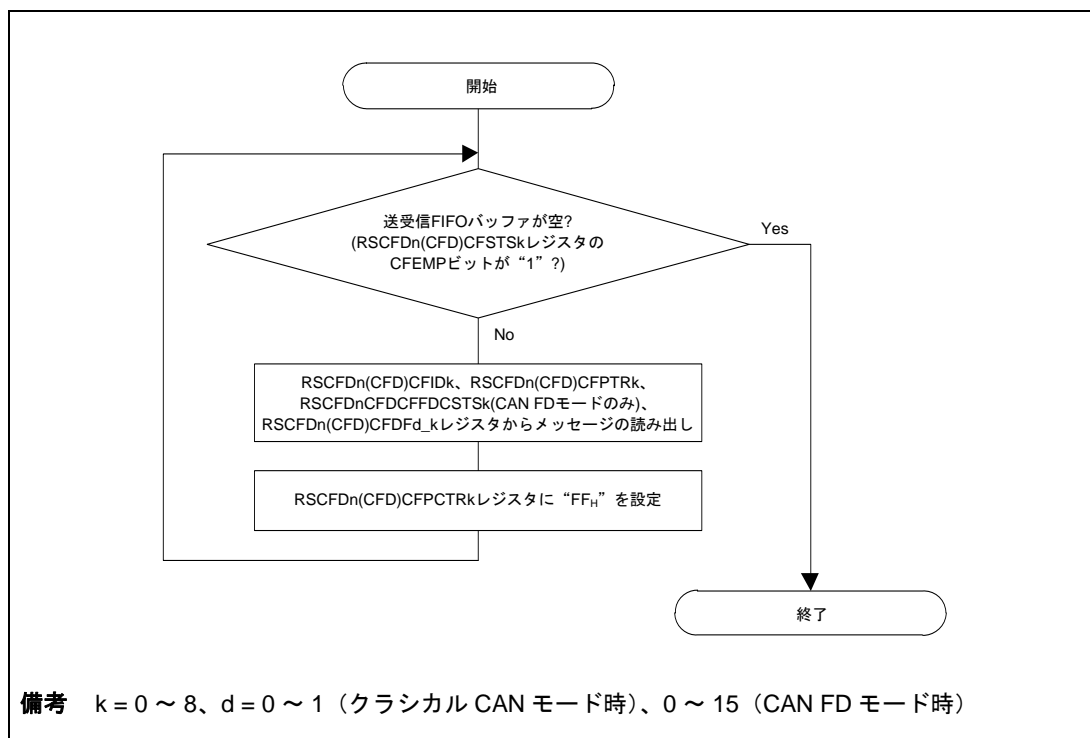 開始
送受信FIFOバッファが空?
(RSCFDn(CFD)CFSTSkレジスタの
CFEMPビットが“1”?)
Yes
No
RSCFDn(CFD)CFIDk、RSCFDn(CFD)CFPTRk、
RSCFDnCFDCFFDCSTSk(CAN FDモードのみ)、
RSCFDn(CFD)CFDFd_kレジスタからメッセージの読み出し
RSCFDn(CFD)CFPCTRkレジスタに“FFH”を設定
終了
備考 k = 0 ~ 8、d = 0 ~ 1（クラシカル CAN モード時）、0 ~ 15（CAN FD モード時）